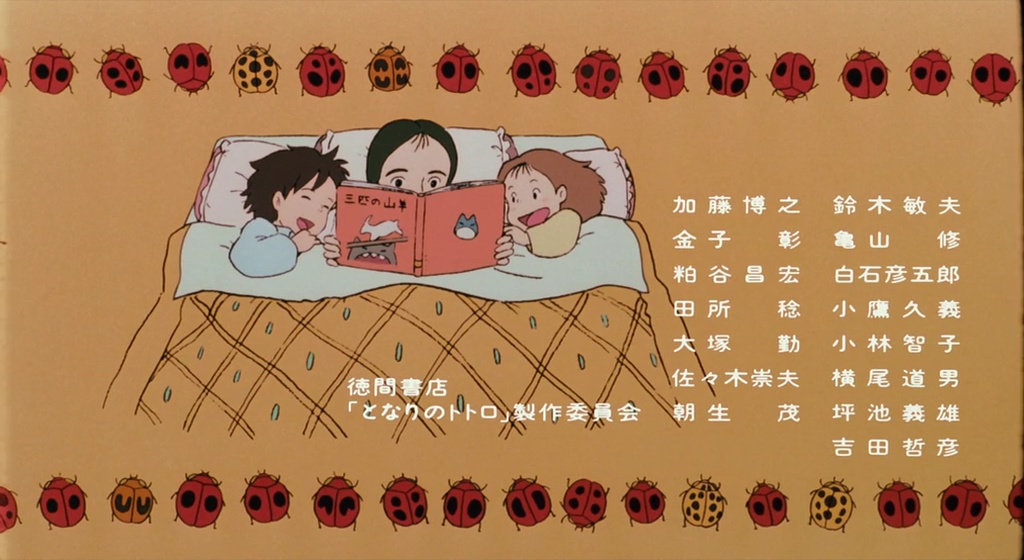 三匹の山羊
徳間書店
「となりのトトロ」製作委員会
加藤博之 鈴木敏夫
金子彰 亀山修
粕谷昌宏 白石彦五郎
田所稔 小鷹久義
大塚勤 小林智子
佐々木崇夫 横尾道男
朝生茂 坪池義雄
吉田哲彦